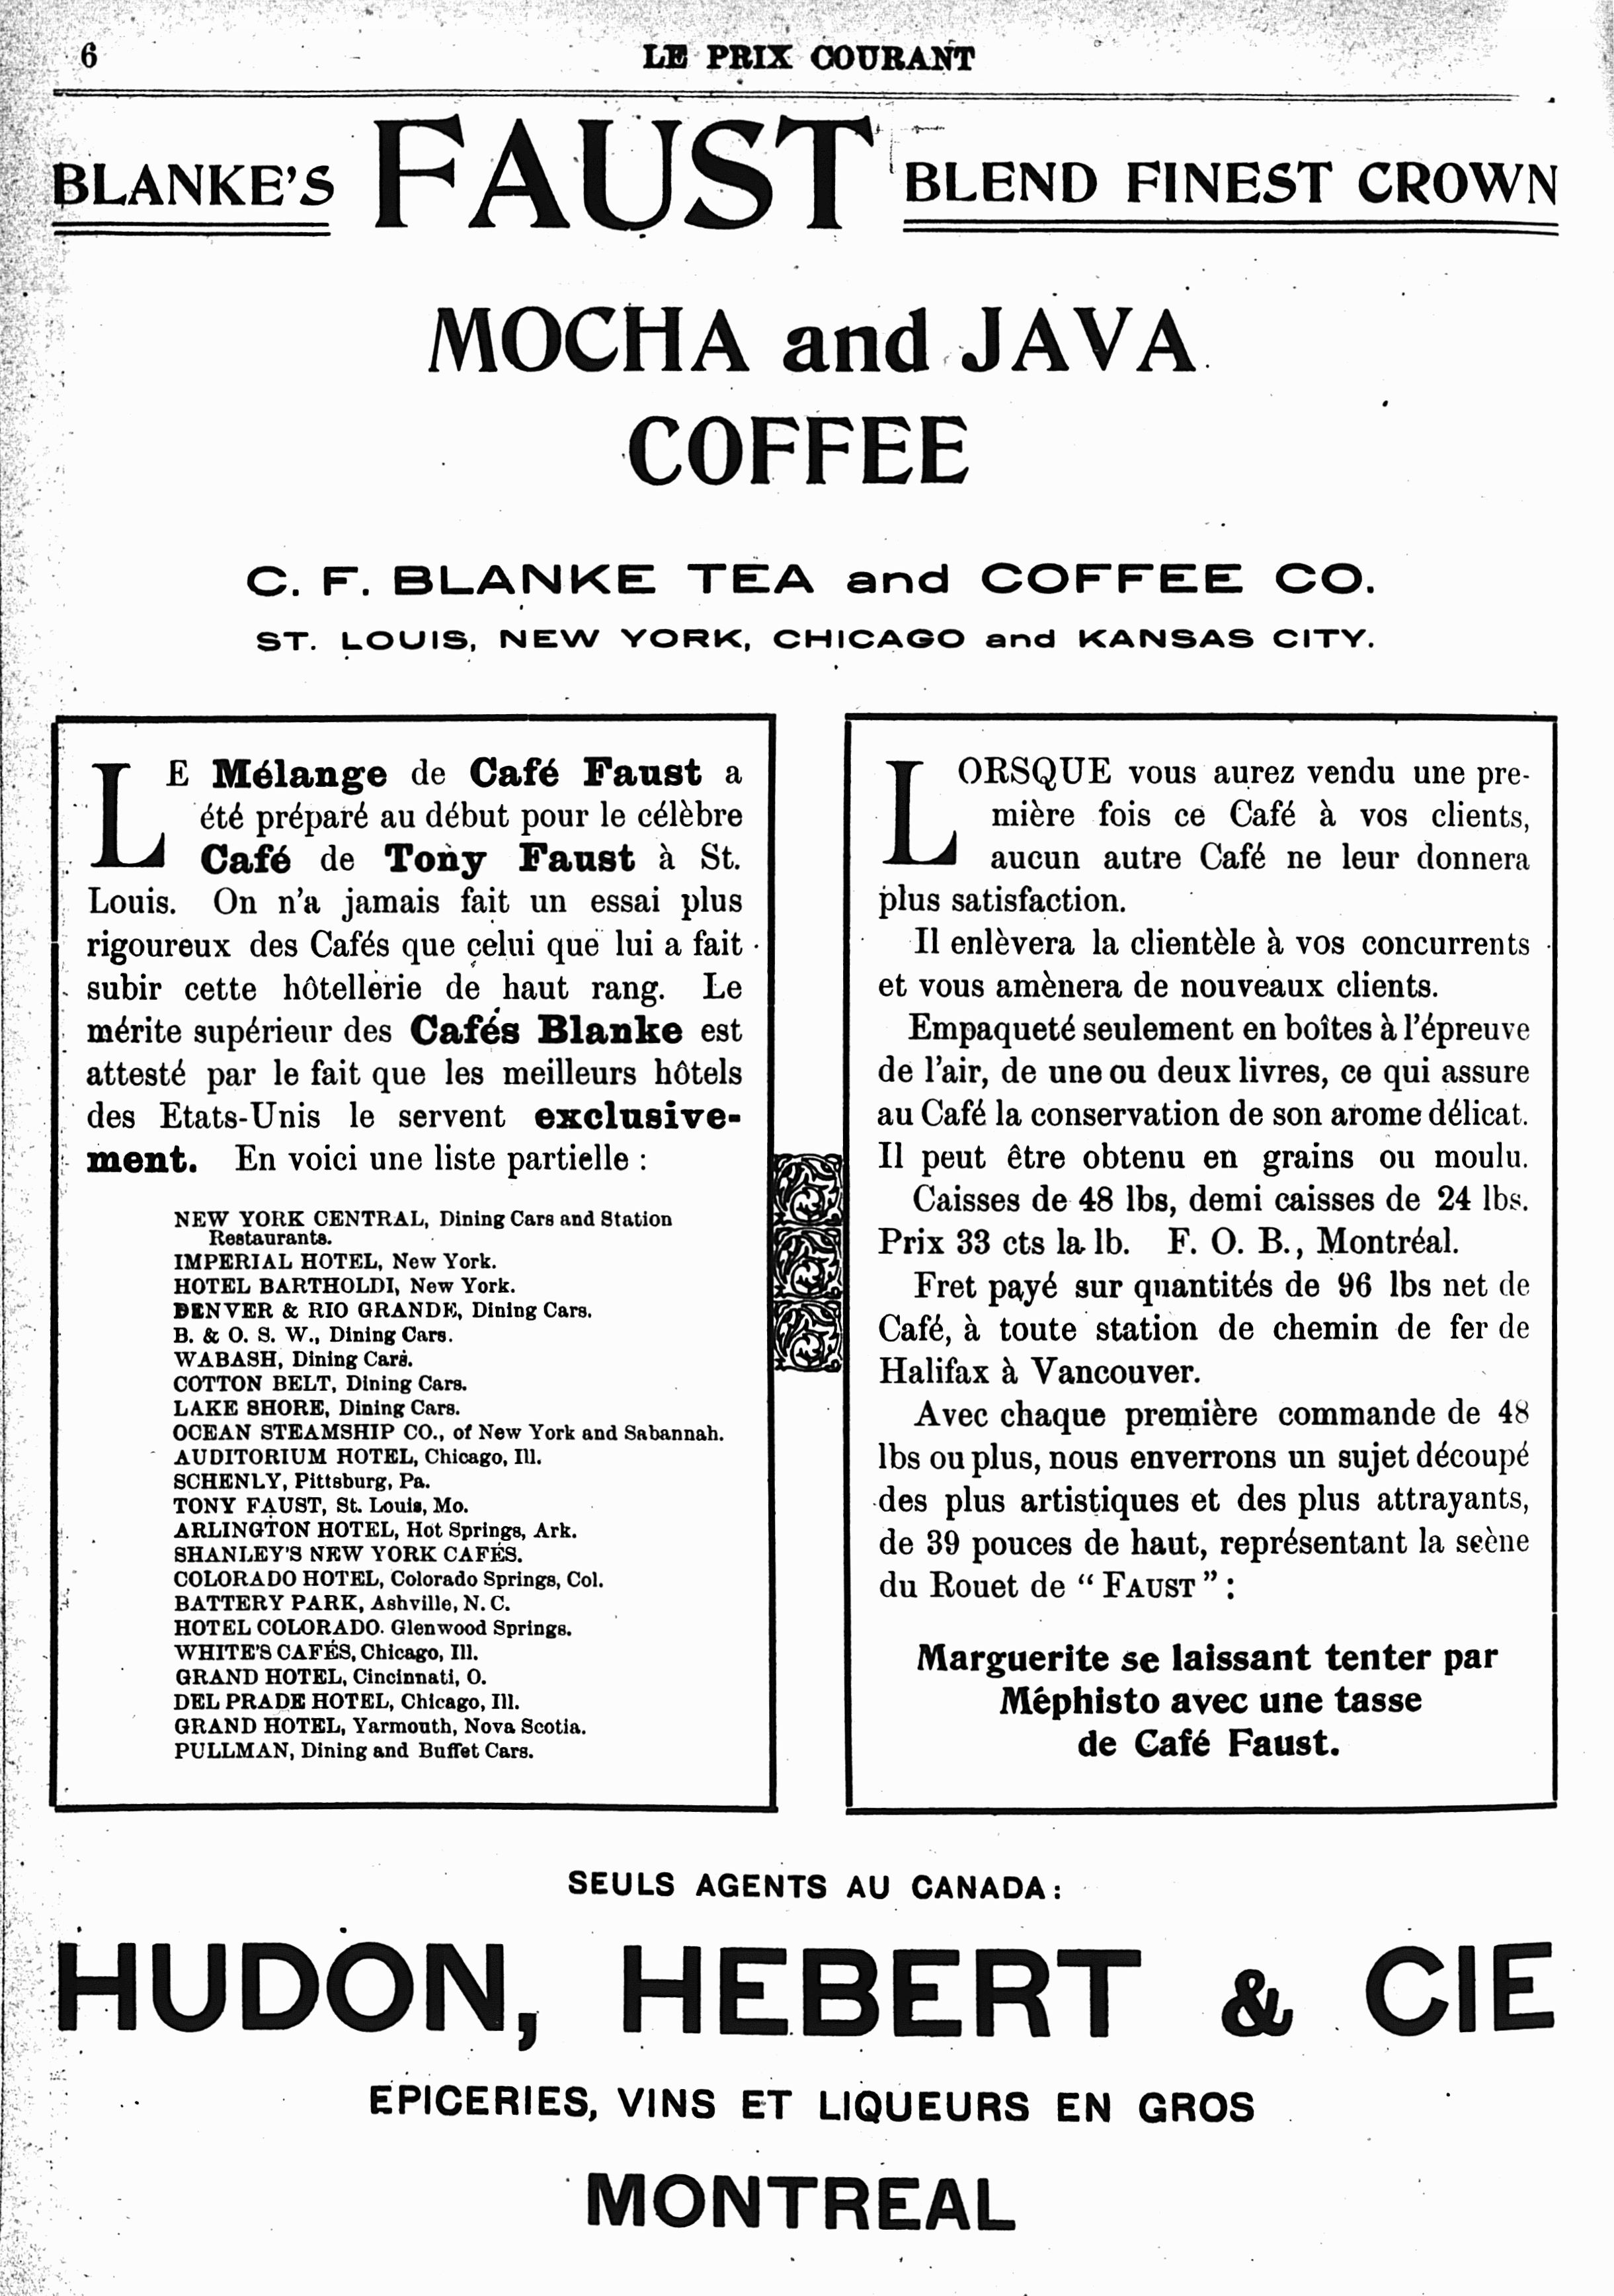 6
LE PRIX COURANT
BLANKE'S FAUST BLEND FINEST CROWN
MOCHA and JAVA
COFFEE
C. F. BLANKE TEA and COFFEE CO.
ST. LOUIS, NEW YORK, CHICAGO and KANSAS CITY.
LE Mélange de Café Faust a
été préparé au début pour le célèbre
Café de Tony Faust à St.
Louis. On n'a jamais fait un essai plus
rigoureux des Cafés que celui que lui a fait
subir cette hôtellerie de haut rang. Le
mérite supérieur des Cafés Blanke est
attesté par le fait que les meilleurs hôtels
des Etats-Unis le servent exclusive-
ment. En voici une liste partielle :
NEW YORK CENTRAL, Dining Cars and Station
Restaurants.
IMPERIAL HOTEL, New York.
HOTEL BARTHOLDI, New York.
DENVER & RIO GRANDE, Dining Cars.
B. & O. S. W., Dining Cars.
WABASH, Dining Cars.
COTTON BELT, Dining Cars.
LAKE SHORE, Dining Cars.
OCEAN STEAMSHIP CO., of New York and Sabannah.
AUDITORIUM HOTEL, Chicago, Ill.
SCHENLY, Pittsburg, Pa.
TONY FAUST, St. Louis, Mo.
ARLINGTON HOTEL, Hot Springs, Ark.
SHANLEY'S NEW YORK CAFÉS.
COLORADO HOTEL, Colorado Springs, Col.
BATTERY PARK, Ashville, N. C.
HOTEL COLORADO. Glenwood Springs.
WHITE'S CAFÉS, Chicago, Ill.
GRAND HOTEL, Cincinnati, O.
DEL PRADE HOTEL, Chicago, Ill.
GRAND HOTEL, Yarmouth, Nova Scotia.
PULLMAN, Dining and Buffet Cars.
LORSQUE vous aurez vendu une pre-
mière fois ce Café à vos clients,
aucun autre Café ne leur donnera
plus satisfaction.
Il enlèvera la clientèle à vos concurrents
et vous amènera de nouveaux clients.
Empaqueté seulement en boîtes à l'épreuve
de l'air, de une ou deux livres, ce qui assure
au Café la conservation de son arome délicat.
Il peut être obtenu en grains ou moulu.
Caisses de 48 lbs, demi caisses de 24 lbs.
Prix 33 cts la lb. F. O. B., Montréal.
Fret payé sur quantités de 96 lbs net de
Café, à toute station de chemin de fer de
Halifax à Vancouver.
Avec chaque première commande de 48
lbs ou plus, nous enverrons un sujet découpé
des plus artistiques et des plus attrayants,
de 39 pouces de haut, représentant la scène
du Rouet de “ FAUST ” :
Marguerite se laissant tenter par
Méphisto avec une tasse
de Café Faust.
SEULS AGENTS AU CANADA :
HUDON, HEBERT & CIE
EPICERIES, VINS ET LIQUEURS EN GROS
MONTREAL